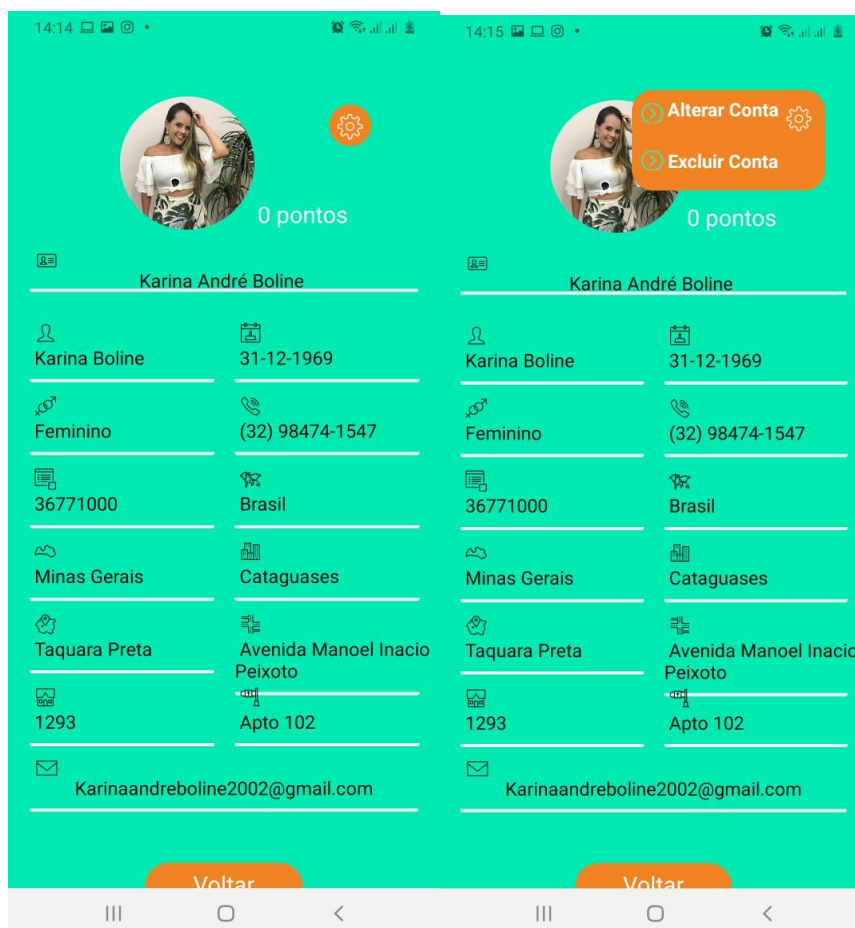 14:14
0 pontos
Karina André Boline
Karina Boline
31-12-1969
Feminino
(32) 98474-1547
36771000
Brasil
Minas Gerais
Cataguases
Taquara Preta
Avenida Manoel Inacio
Peixoto
1293
Apto 102
Karinaandreboline2002@gmail.com
Voltar
14:15
Alterar Conta
Excluir Conta
0 pontos
Karina André Boline
Karina Boline
31-12-1969
Feminino
(32) 98474-1547
36771000
Brasil
Minas Gerais
Cataguases
Taquara Preta
Avenida Manoel Inacio
Peixoto
1293
Apto 102
Karinaandreboline2002@gmail.com
Voltar